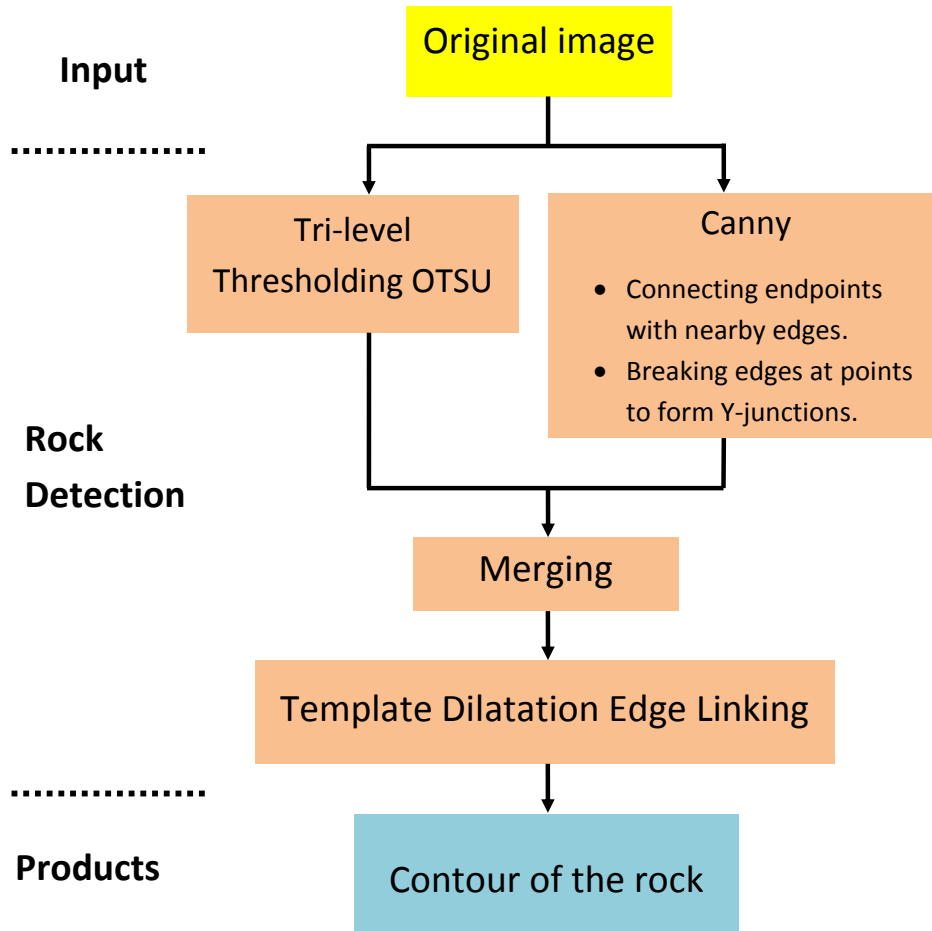 Original image
Input
Tri-level
Thresholding OTSU
Canny
• Connecting endpoints
with nearby edges.
• Breaking edges at points
to form Y-junctions.
Rock
Detection
Merging
Template Dilatation Edge Linking
Products
Contour of the rock